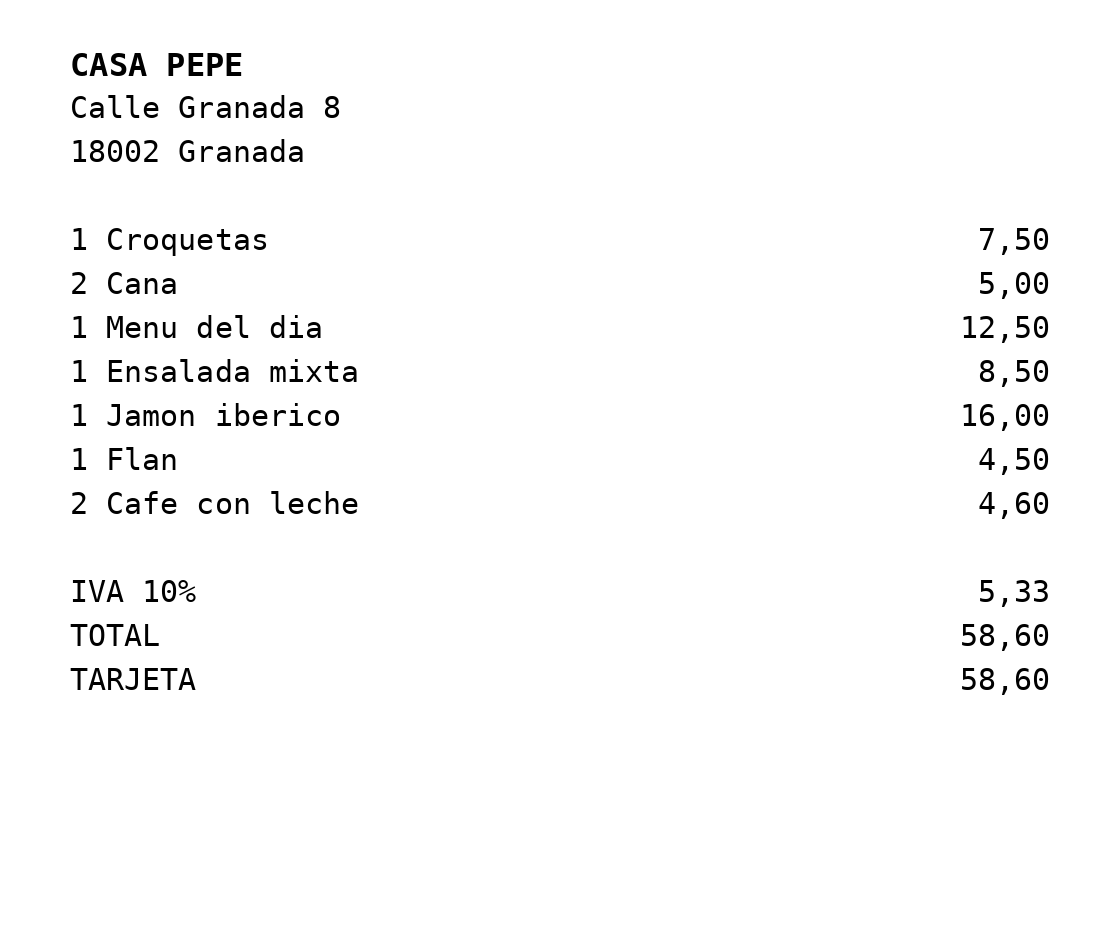 CASA PEPE
Calle Granada 8
18002 Granada
1 Croquetas 7,50
2 Cana 5,00
1 Menu del dia 12,50
1 Ensalada mixta 8,50
1 Jamon iberico 16,00
1 Flan 4,50
2 Cafe con leche 4,60
IVA 10% 5,33
TOTAL 58,60
TARJETA 58,60